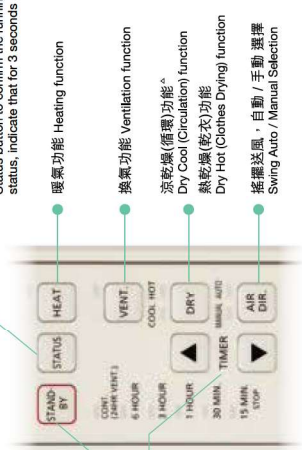 status, indicate that for 3 seconds
暖氣功能 Heating function
換氣功能 Ventilation function
涼乾燥(循環)功能^
Dry Cool (Circulation) function
熱乾燥(乾衣)功能
Dry Hot (Clothes Drying) function
搖擺送風，自動 / 手動 選擇
Swing Auto / Manual Selection
STAND BY
STATUS
HEAT
CONT.
(24HR VENT.)
6 HOUR
3 HOUR
1 HOUR
30 MIN.
15 MIN.
STOP
TIMER
VENT.
COOL HOT
DRY
MANUAL AUTO
AIR DIR.